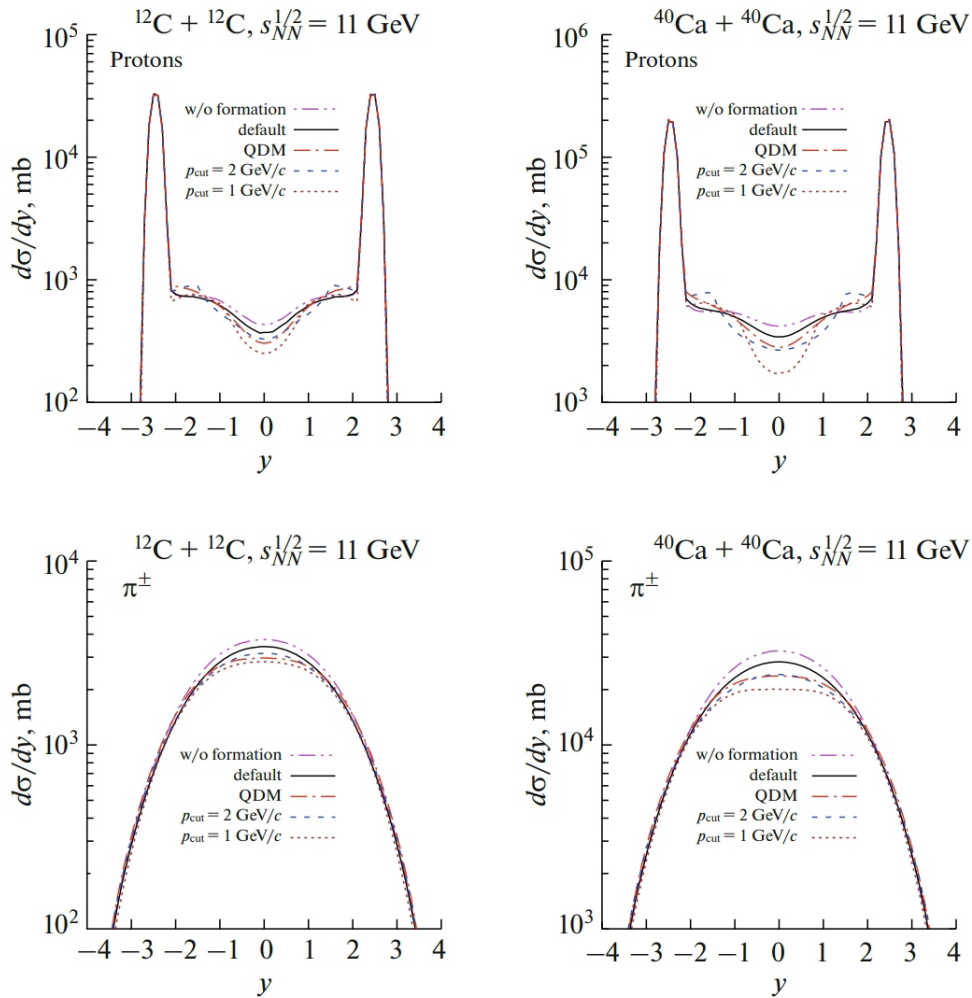 ¹²C + ¹²C, s_NN^1/2 = 11 GeV
10⁵
Protons
w/o formation
default
QDM
p_cut = 2 GeV/c
p_cut = 1 GeV/c
10⁴
10³
10²
dσ/dy, mb
−4 −3 −2 −1 0 1 2 3 4
y
⁴⁰Ca + ⁴⁰Ca, s_NN^1/2 = 11 GeV
10⁶
Protons
w/o formation
default
QDM
p_cut = 2 GeV/c
p_cut = 1 GeV/c
10⁵
10⁴
10³
dσ/dy, mb
−4 −3 −2 −1 0 1 2 3 4
y
¹²C + ¹²C, s_NN^1/2 = 11 GeV
10⁴
π±
10³
w/o formation
default
QDM
p_cut = 2 GeV/c
p_cut = 1 GeV/c
10²
dσ/dy, mb
−4 −3 −2 −1 0 1 2 3 4
y
⁴⁰Ca + ⁴⁰Ca, s_NN^1/2 = 11 GeV
10⁵
π±
10⁴
w/o formation
default
QDM
p_cut = 2 GeV/c
p_cut = 1 GeV/c
10³
dσ/dy, mb
−4 −3 −2 −1 0 1 2 3 4
y